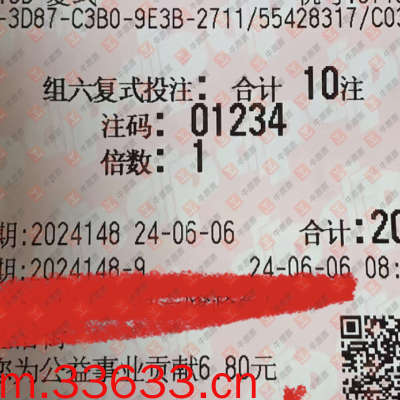 -3D87-C3B0-9E3B-2711/55428317/C03
组六复式投注: 合计 10注
注码: 01234
倍数: 1
期:2024148 24-06-06 合计:20
期:2024148-9 24-06-06 08:
您为公益事业贡献6.80元
m.33633.cn